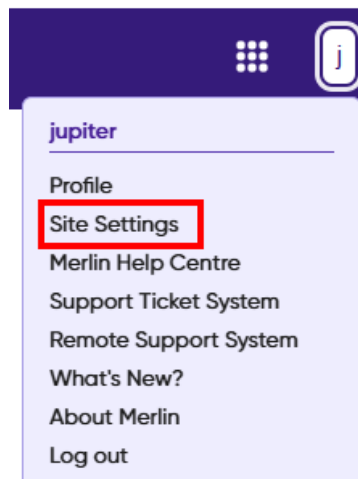 j
jupiter
Profile
Site Settings
Merlin Help Centre
Support Ticket System
Remote Support System
What's New?
About Merlin
Log out